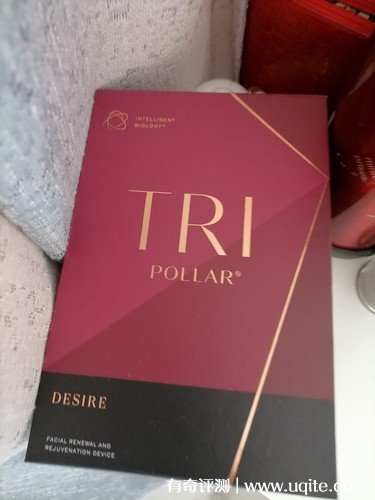 INTELLIGENT
BIOLOGY™
TRI
POLLAR®
DESIRE
FACIAL RENEWAL AND
REJUVENATION DEVICE
有奇评测 | www.uqite.com